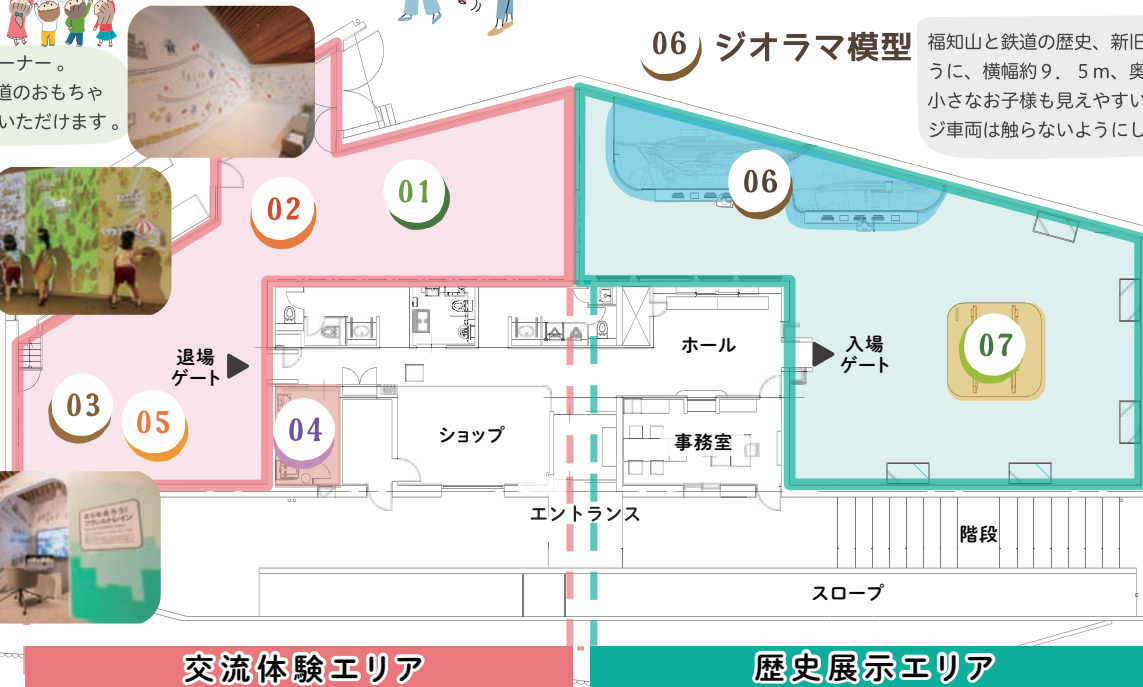 ーナー。
道のおもちゃ
いただけます。
06 ジオラマ模型
福知山と鉄道の歴史、新旧
うに、横幅約９．５ｍ、奥
小さなお子様も見えやすい
ジ車両は触らないようにし
01
02
06
07
退場
ゲート
ホール
入場
ゲート
03
05
04
ショップ
事務室
エントランス
階段
スロープ
交流体験エリア
歴史展示エリア